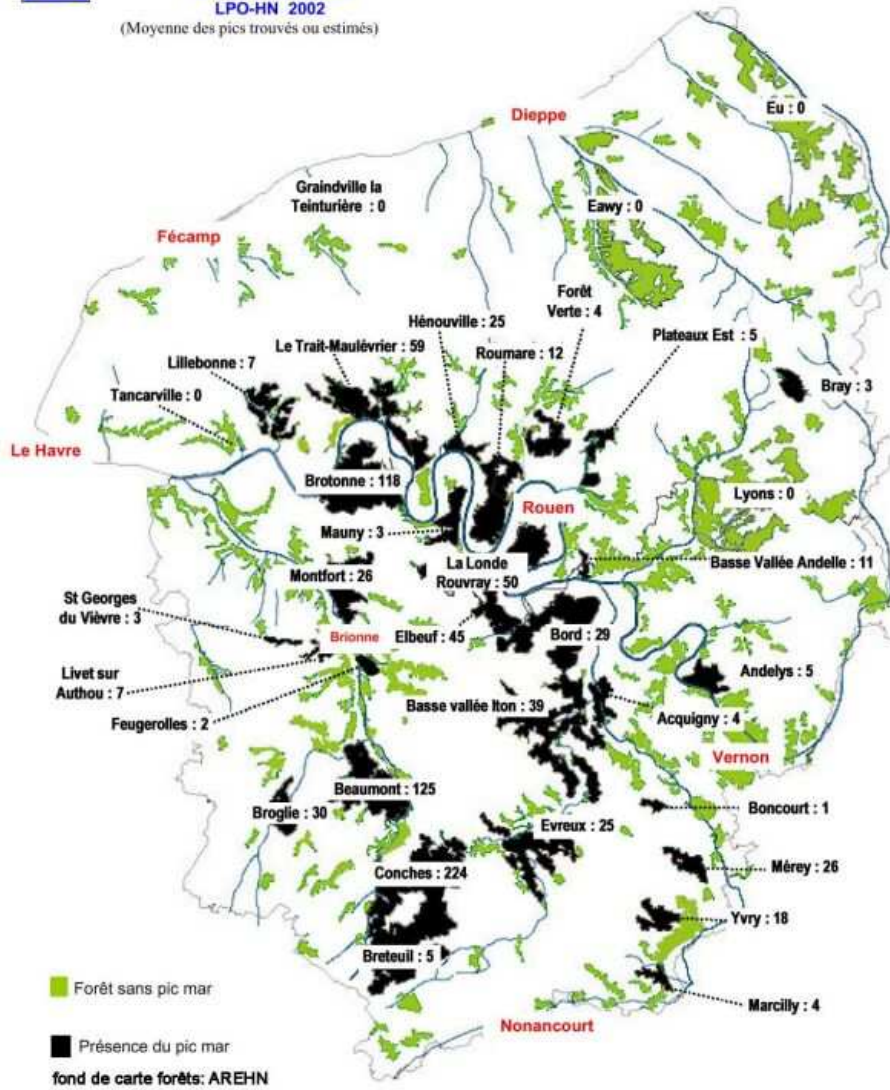 LPO-HN 2002
(Moyenne des pics trouvés ou estimés)
Eu : 0
Dieppe
Graindville la
Teinturière : 0
Eawy : 0
Fécamp
Forêt
Verte : 4
Hénouville : 25
Plateaux Est : 5
Le Trait-Maulévrier : 59
Roumare : 12
Lillebonne : 7
Bray : 3
Tancarville : 0
Le Havre
Brotonne : 118
Lyons : 0
Rouen
Mauny : 3
La Londe
Rouvray : 50
Basse Vallée Andelle : 11
Montfort : 26
St Georges
du Vièvre : 3
Brionne
Elbeuf : 45
Bord : 29
Livet sur
Authou : 7
Andelys : 5
Basse vallée Iton : 39
Acquigny : 4
Feugerolles : 2
Vernon
Beaumont : 125
Boncourt : 1
Broglie : 30
Evreux : 25
Mérey : 26
Conches : 224
Yvry : 18
Breteuil : 5
Forêt sans pic mar
Marcilly : 4
Nonancourt
Présence du pic mar
fond de carte forêts: AREHN